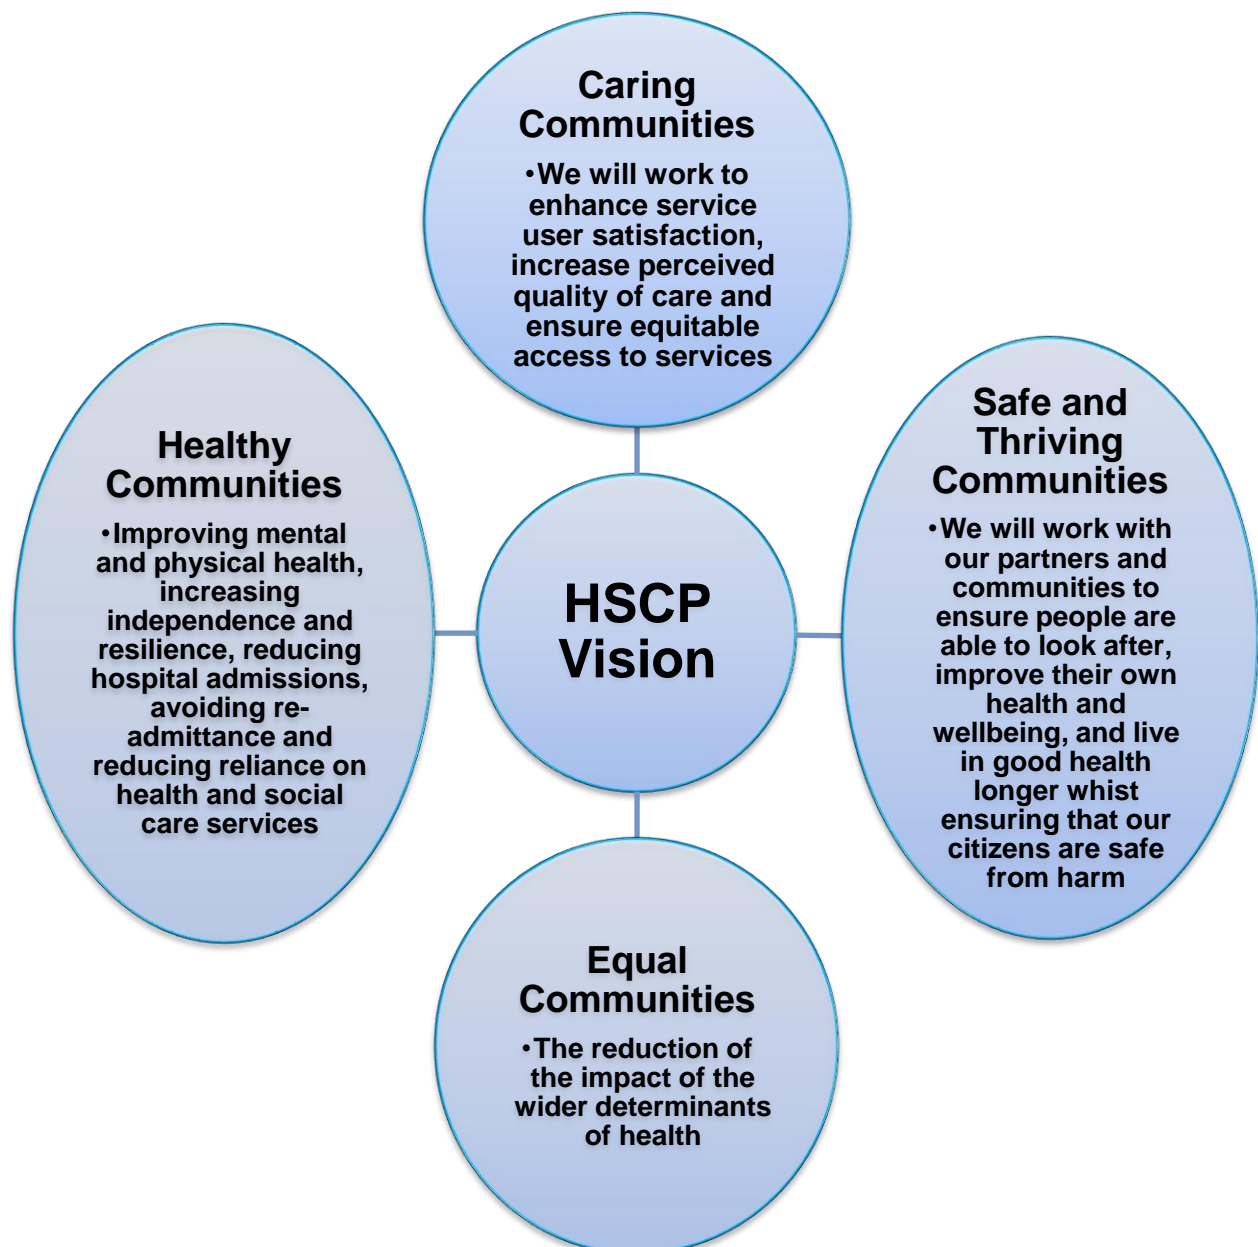 Caring
Communities
•We will work to
enhance service
user satisfaction,
increase perceived
quality of care and
ensure equitable
access to services
Healthy
Communities
•Improving mental
and physical health,
increasing
independence and
resilience, reducing
hospital admissions,
avoiding re-
admittance and
reducing reliance on
health and social
care services
HSCP
Vision
Safe and
Thriving
Communities
•We will work with
our partners and
communities to
ensure people are
able to look after,
improve their own
health and
wellbeing, and live
in good health
longer whist
ensuring that our
citizens are safe
from harm
Equal
Communities
•The reduction of
the impact of the
wider determinants
of health